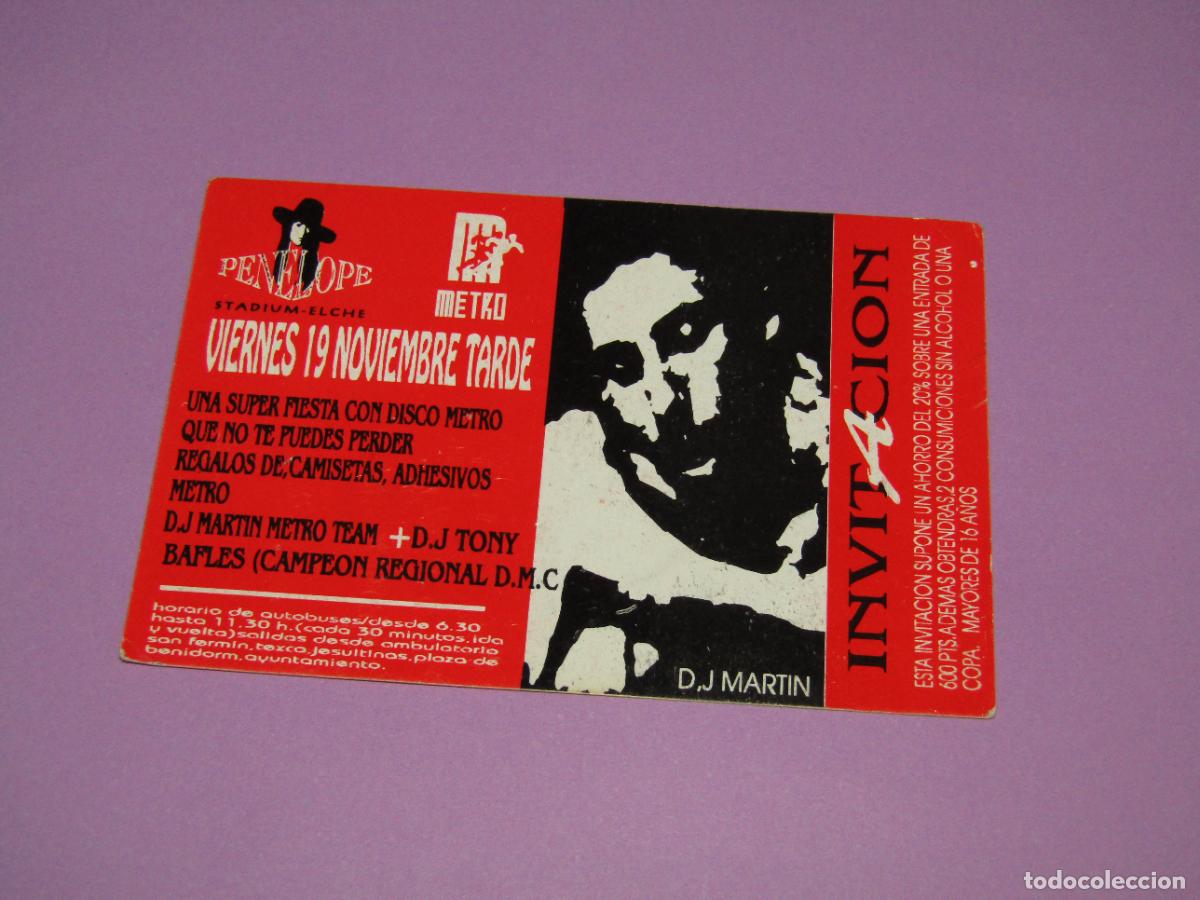 PENELOPE
STADIUM-ELCHE
METRO
VIERNES 19 NOVIEMBRE TARDE
UNA SUPER FIESTA CON DISCO METRO
QUE NO TE PUEDES PERDER
REGALOS DE,CAMISETAS, ADHESIVOS
METRO
D.J MARTIN METRO TEAM + D.J TONY
BAFLES (CAMPEON REGIONAL D.M.C
horario de autobuses/desde 6.30
hasta 11.30 h.(cada 30 minutos.ida
y vuelta)salidas desde ambulatorio
san fermin,texca,jesuitinas,plaza de
benidorm,ayuntamiento.
D.J MARTIN
INVITACION
ESTA INVITACION SUPONE UN AHORRO DEL 20% SOBRE UNA ENTRADA DE
600 PTS.ADEMAS OBTENDRAS,2 CONSUMICIONES SIN ALCOHOL O UNA
COPA. MAYORES DE 16 AÑOS
todocoleccion